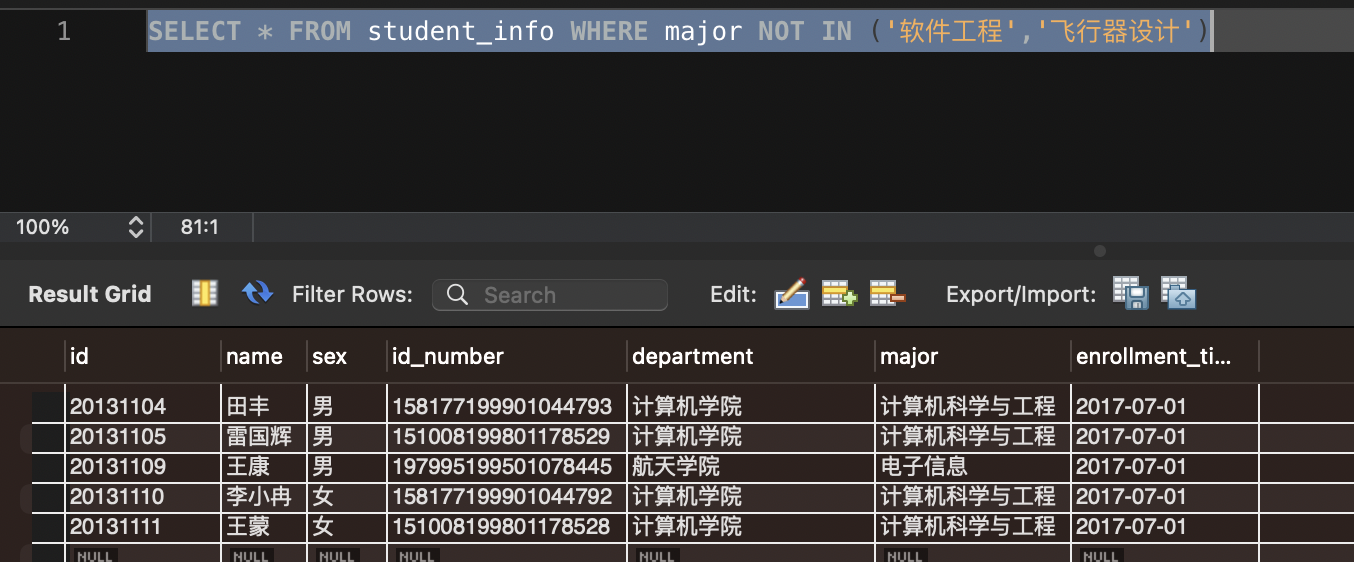 1 SELECT * FROM student_info WHERE major NOT IN ('软件工程','飞行器设计')
100% 81:1
Result Grid Filter Rows: Search Edit: Export/Import:
id name sex id_number department major enrollment_ti...
20131104 田丰 男 158177199901044793 计算机学院 计算机科学与工程 2017-07-01
20131105 雷国辉 男 151008199801178529 计算机学院 计算机科学与工程 2017-07-01
20131109 王康 男 197995199501078445 航天学院 电子信息 2017-07-01
20131110 李小冉 女 158177199901044792 计算机学院 计算机科学与工程 2017-07-01
20131111 王蒙 女 151008199801178528 计算机学院 计算机科学与工程 2017-07-01
NULL NULL NULL NULL NULL NULL NULL